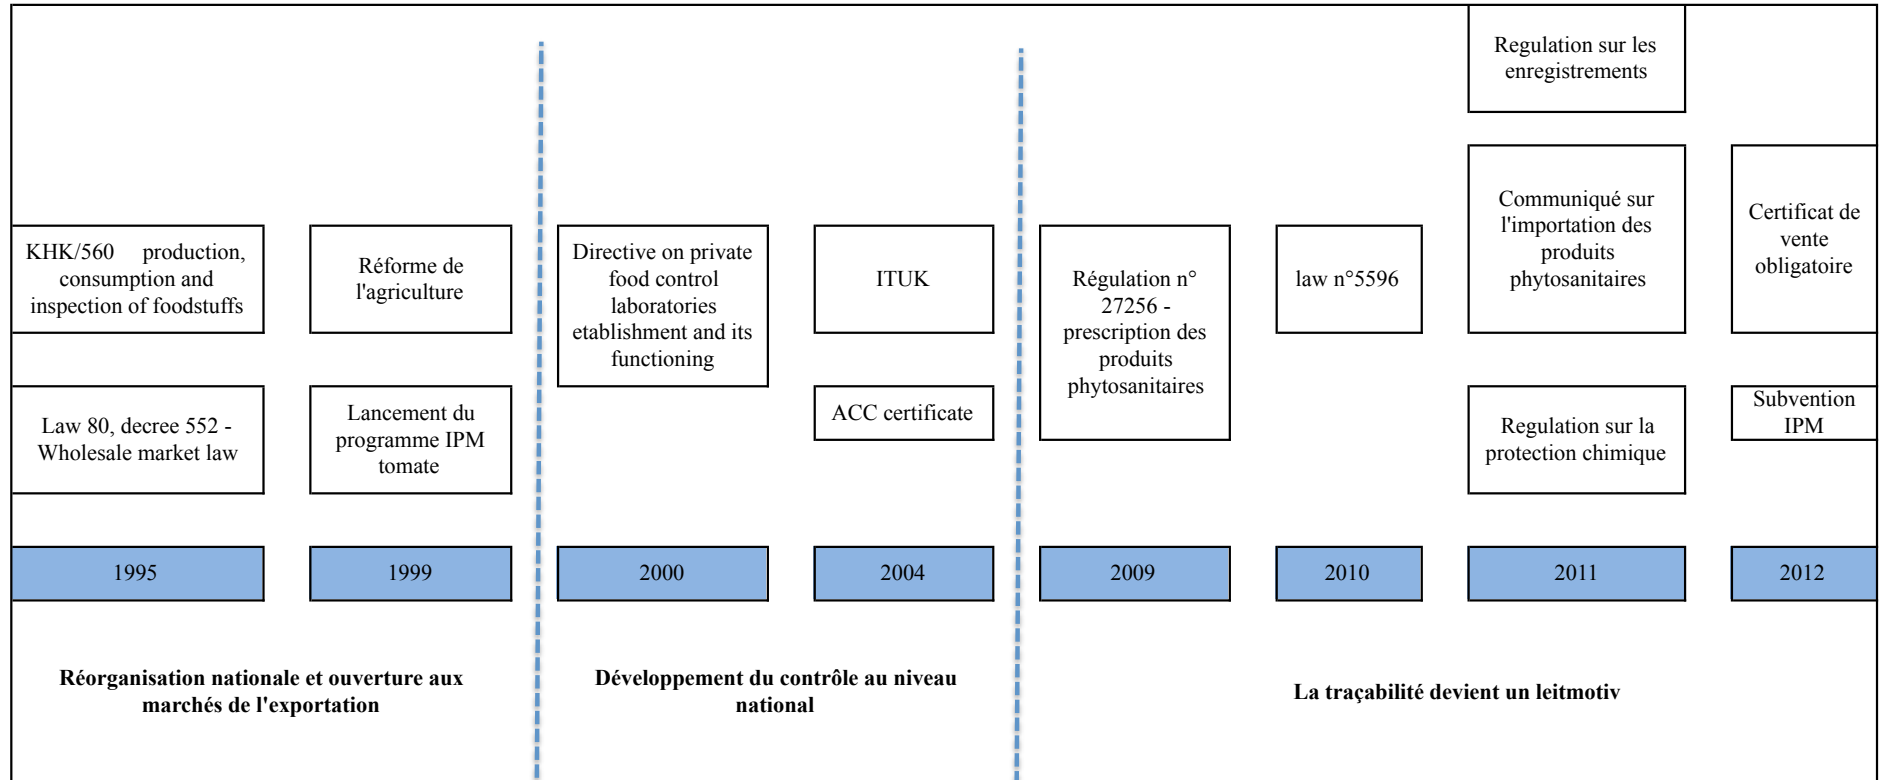 Regulation sur les
enregistrements
Communiqué sur
l'importation des
produits
phytosanitaires
Certificat de
vente
obligatoire
KHK/560 production,
consumption and
inspection of foodstuffs
Réforme de
l'agriculture
Directive on private
food control
laboratories
etablishment and its
functioning
ITUK
Régulation n°
27256 -
prescription des
produits
phytosanitaires
law n°5596
Law 80, decree 552 -
Wholesale market law
Lancement du
programme IPM
tomate
ACC certificate
Regulation sur la
protection chimique
Subvention
IPM
1995
1999
2000
2004
2009
2010
2011
2012
Réorganisation nationale et ouverture aux
marchés de l'exportation
Développement du contrôle au niveau
national
La traçabilité devient un leitmotiv